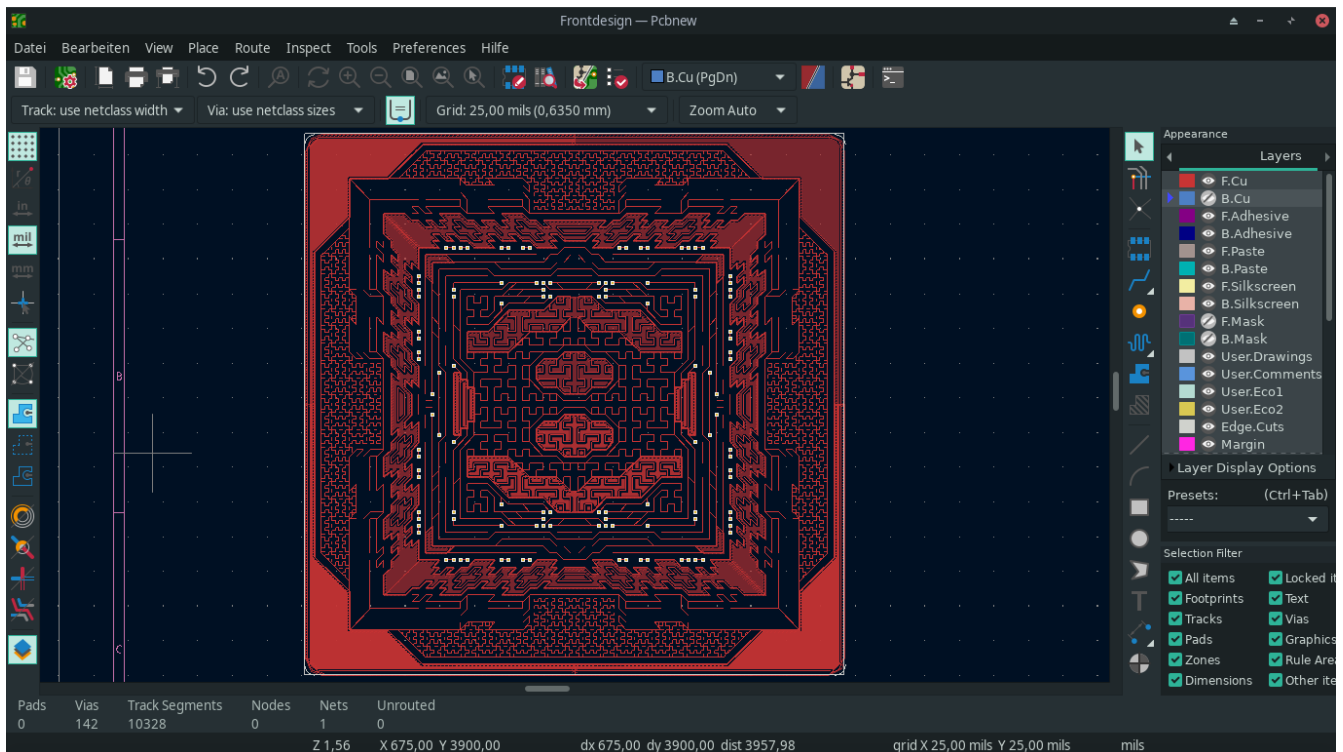 Frontdesign — Pcbnew
Datei Bearbeiten View Place Route Inspect Tools Preferences Hilfe
B.Cu (PgDn)
Track: use netclass width Via: use netclass sizes Grid: 25,00 mils (0,6350 mm) Zoom Auto
Appearance
Layers
F.Cu
B.Cu
F.Adhesive
B.Adhesive
F.Paste
B.Paste
F.Silkscreen
B.Silkscreen
F.Mask
B.Mask
User.Drawings
User.Comments
User.Eco1
User.Eco2
Edge.Cuts
Margin
Layer Display Options
Presets: (Ctrl+Tab)
-----
Selection Filter
All items Locked it
Footprints Text
Tracks Vias
Pads Graphics
Zones Rule Area
Dimensions Other ite
in
mil
mm
B
C
Pads Vias Track Segments Nodes Nets Unrouted
0 142 10328 0 1 0
Z 1,56 X 675,00 Y 3900,00 dx 675,00 dy 3900,00 dist 3957,98 grid X 25,00 mils Y 25,00 mils mils